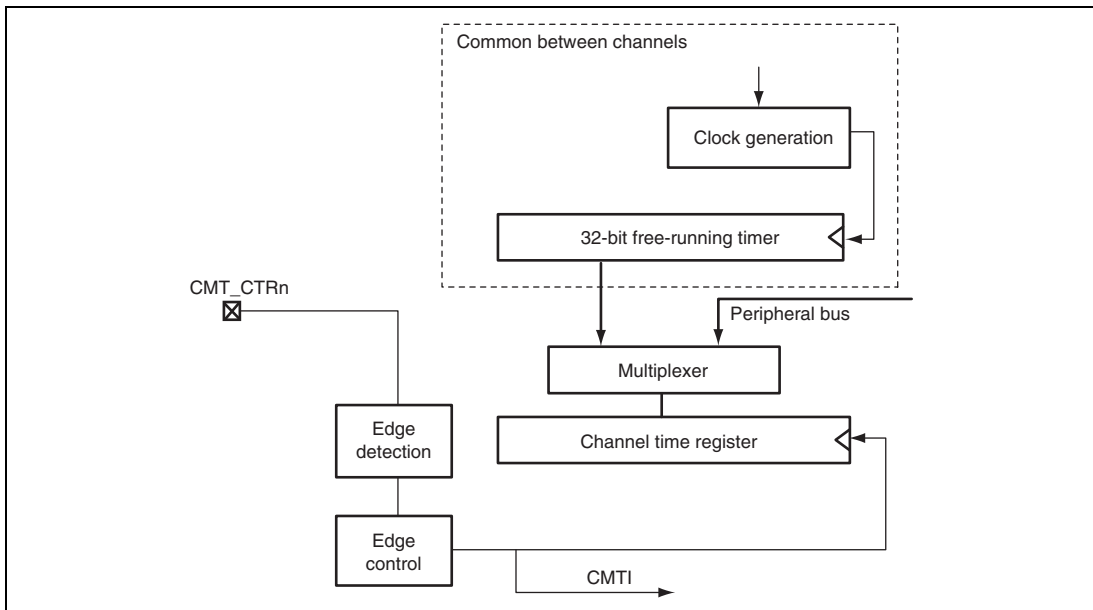 Common between channels
Clock generation
32-bit free-running timer
CMT_CTRn
Peripheral bus
Multiplexer
Edge
detection
Channel time register
Edge
control
CMTI